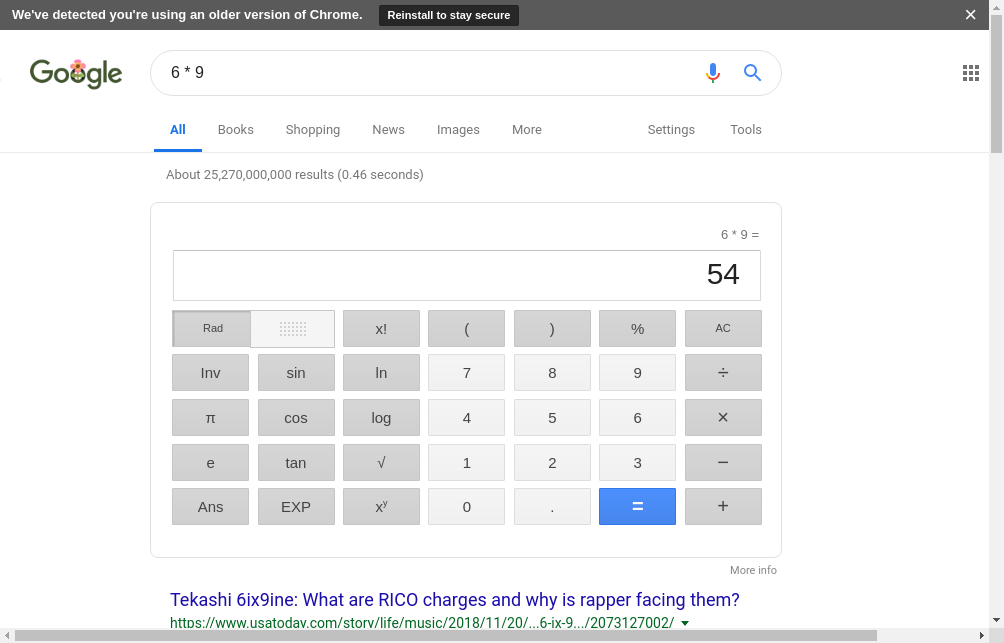 We've detected you're using an older version of Chrome. Reinstall to stay secure ×
Google 6 * 9
All Books Shopping News Images More Settings Tools
About 25,270,000,000 results (0.46 seconds)
6 * 9 =
54
Rad x! ( ) % AC
Inv sin ln 7 8 9 ÷
π cos log 4 5 6 ×
e tan √ 1 2 3 −
Ans EXP xʸ 0 . = +
More info
Tekashi 6ix9ine: What are RICO charges and why is rapper facing them?
https://www.usatoday.com/story/life/music/2018/11/20/...6-ix-9.../2073127002/